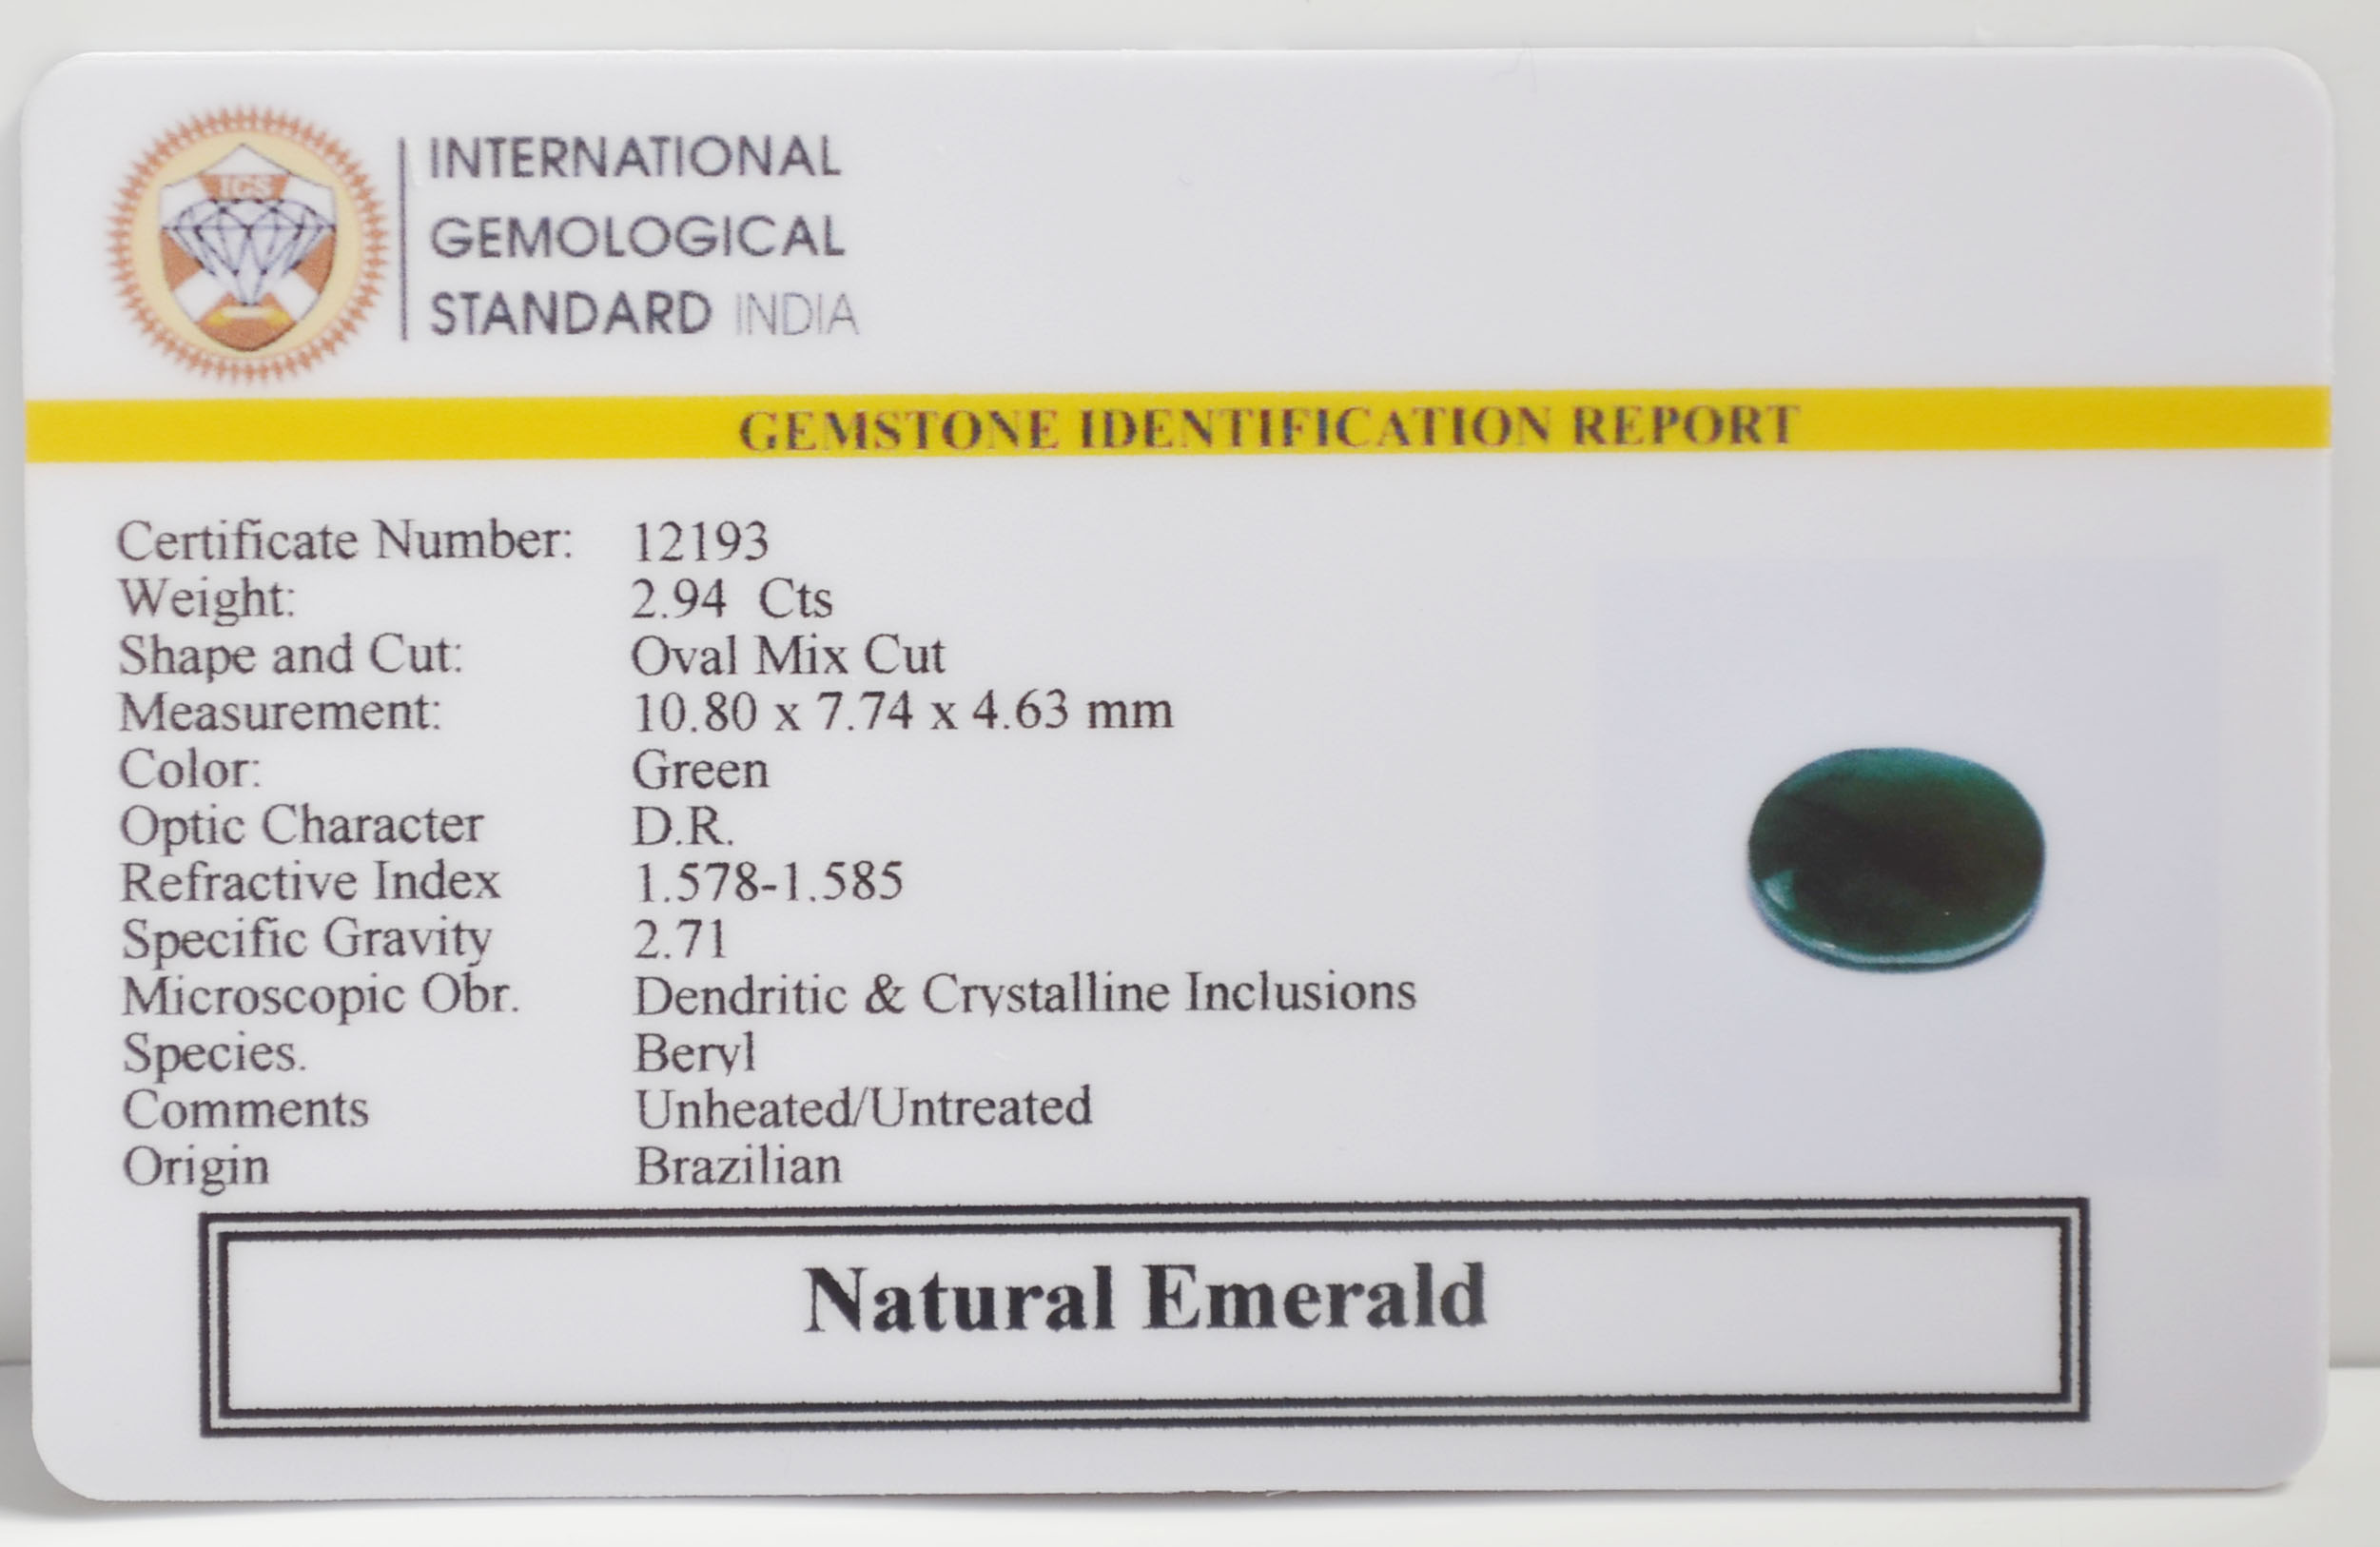 IGS
INTERNATIONAL
GEMOLOGICAL
STANDARD INDIA
GEMSTONE IDENTIFICATION REPORT
Certificate Number: 12193
Weight: 2.94 Cts
Shape and Cut: Oval Mix Cut
Measurement: 10.80 x 7.74 x 4.63 mm
Color: Green
Optic Character D.R.
Refractive Index 1.578-1.585
Specific Gravity 2.71
Microscopic Obr. Dendritic & Crystalline Inclusions
Species. Beryl
Comments Unheated/Untreated
Origin Brazilian
Natural Emerald